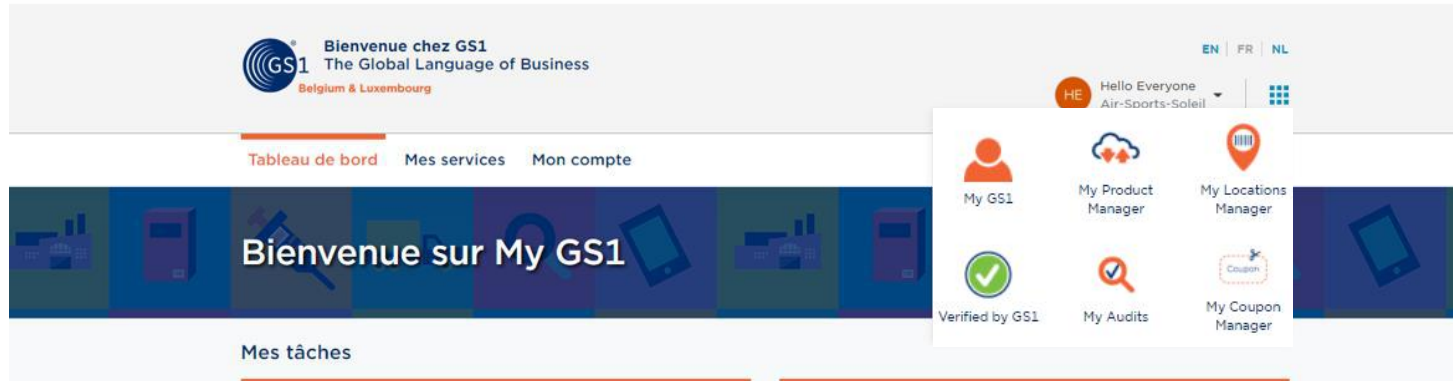 Bienvenue chez GS1
GS1 The Global Language of Business
Belgium & Luxembourg
EN | FR | NL
HE Hello Everyone
Air-Sports-Soleil
Tableau de bord Mes services Mon compte
My GS1
My Product
Manager
My Locations
Manager
Bienvenue sur My GS1
Verified by GS1
My Audits
Coupon
My Coupon
Manager
Mes tâches